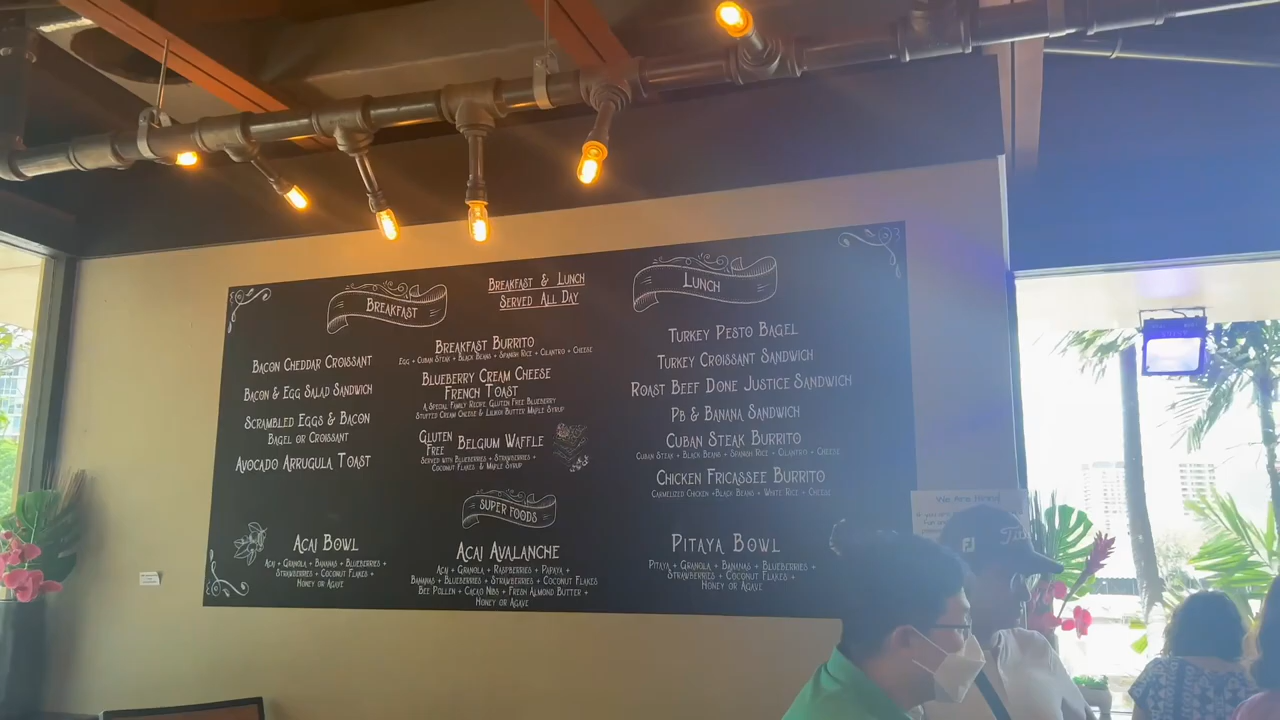 Breakfast
Bacon Cheddar Croissant
Bacon & Egg Salad Sandwich
Scrambled Eggs & Bacon
Bagel or Croissant
Avocado Arrugula Toast
Breakfast & Lunch
Served All Day
Breakfast Burrito
Egg + Cuban Steak + Black Beans + Spanish Rice + Cilantro + Cheese
Blueberry Cream Cheese
French Toast
A Special Family Recipe. Gluten Free Blueberry
Stuffed Cream Cheese & Lilikoi Butter Maple Syrup
Gluten
Free
Belgium Waffle
Served with Blueberries + Strawberries +
Coconut Flakes & Maple Syrup
Lunch
Turkey Pesto Bagel
Turkey Croissant Sandwich
Roast Beef Done Justice Sandwich
Pb & Banana Sandwich
Cuban Steak Burrito
Cuban Steak + Black Beans + Spanish Rice + Cilantro + Cheese
Chicken Fricassee Burrito
Carmelized Chicken +Black Beans + White Rice + Cheese
Super Foods
Acai Bowl
Acai + Granola + Bananas + Blueberries +
Strawberries + Coconut Flakes +
Honey or Agave
Acai Avalanche
Acai + Granola + Raspberries + Papaya +
Bananas + Blueberries + Strawberries + Coconut Flakes
Bee Pollen + Cacao Nibs + Fresh Almond Butter +
Honey or Agave
Pitaya Bowl
Pitaya + Granola + Bananas + Blueberries +
Strawberries + Coconut Flakes +
Honey or Agave
We Are Hiring!
FJ